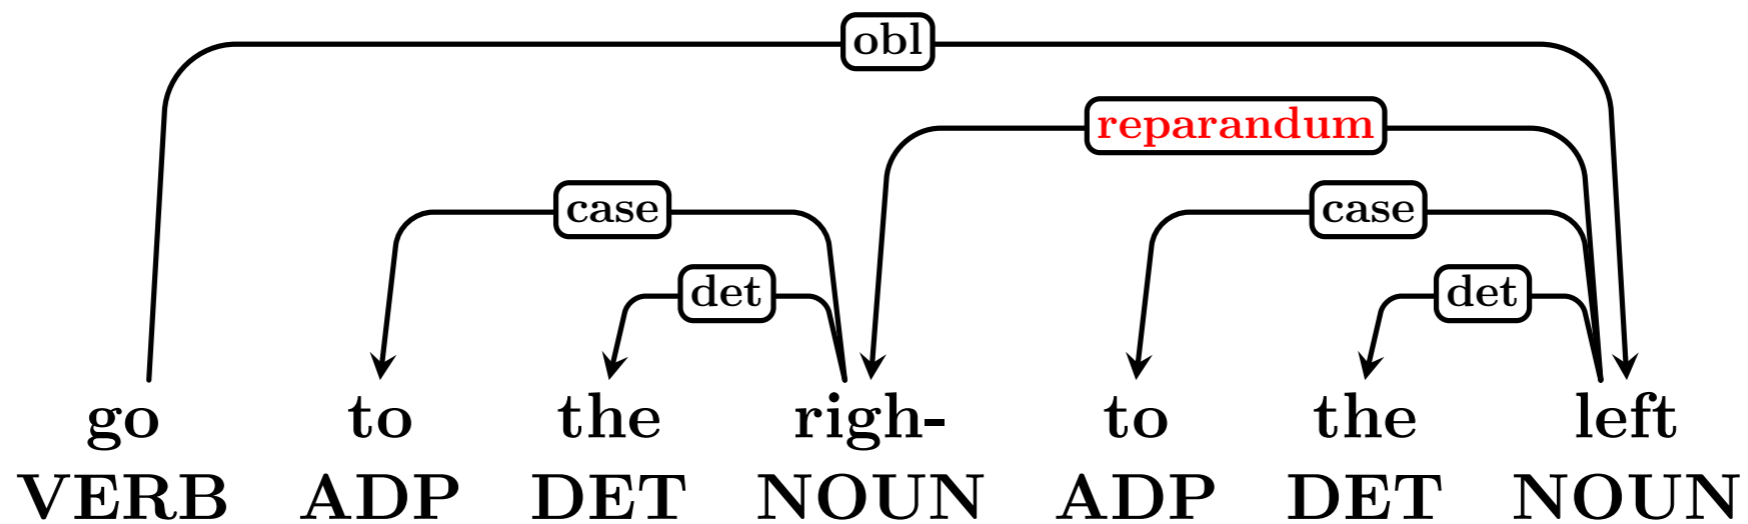 obl
reparandum
case case
det det
go to the righ- to the left
VERB ADP DET NOUN ADP DET NOUN